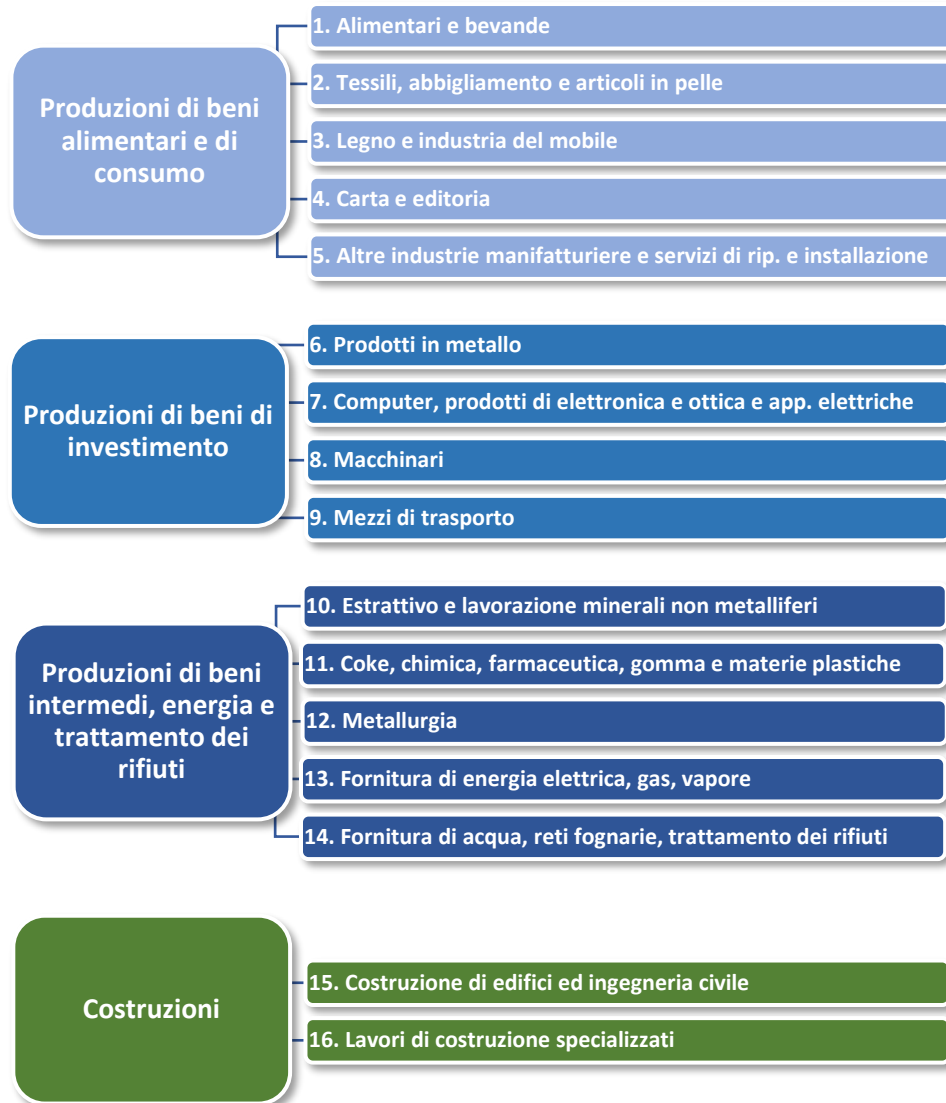 Produzioni di beni
alimentari e di
consumo
1. Alimentari e bevande
2. Tessili, abbigliamento e articoli in pelle
3. Legno e industria del mobile
4. Carta e editoria
5. Altre industrie manifatturiere e servizi di rip. e installazione
Produzioni di beni di
investimento
6. Prodotti in metallo
7. Computer, prodotti di elettronica e ottica e app. elettriche
8. Macchinari
9. Mezzi di trasporto
Produzioni di beni
intermedi, energia e
trattamento dei
rifiuti
10. Estrattivo e lavorazione minerali non metalliferi
11. Coke, chimica, farmaceutica, gomma e materie plastiche
12. Metallurgia
13. Fornitura di energia elettrica, gas, vapore
14. Fornitura di acqua, reti fognarie, trattamento dei rifiuti
Costruzioni
15. Costruzione di edifici ed ingegneria civile
16. Lavori di costruzione specializzati